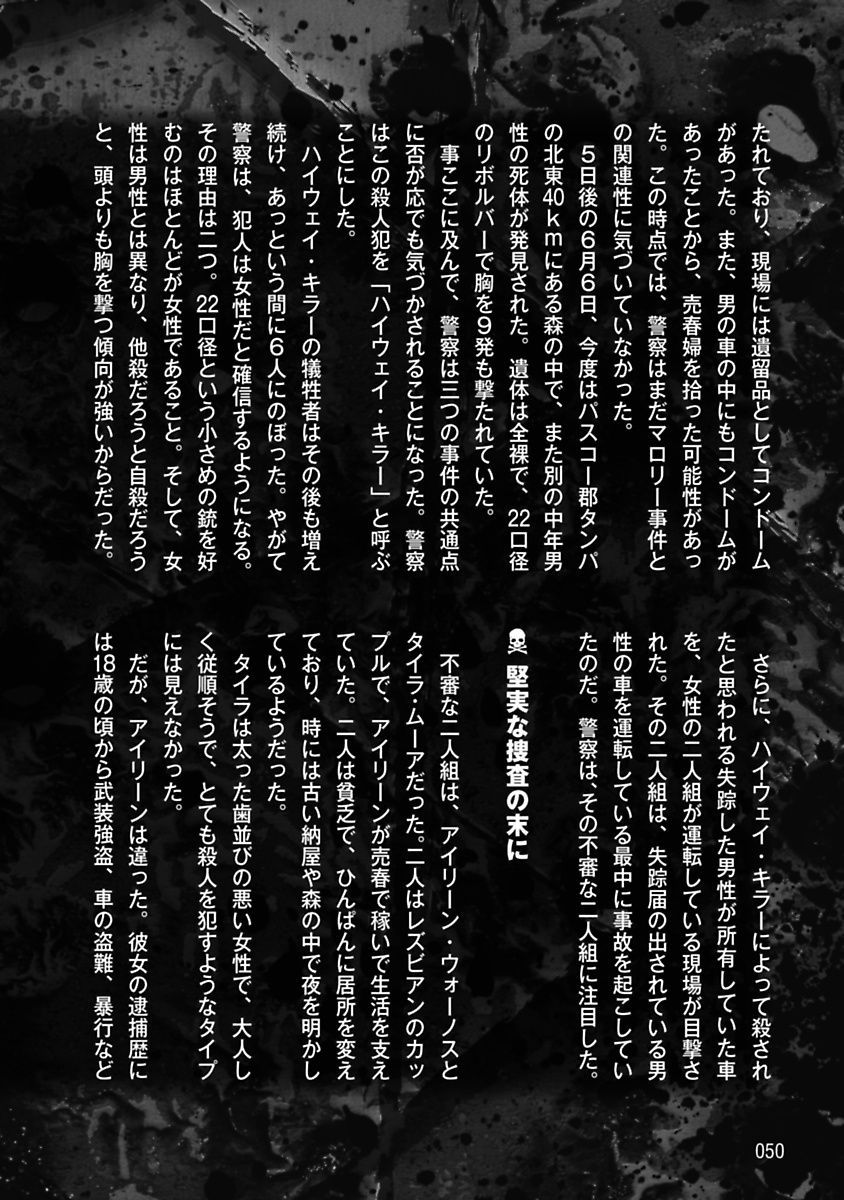 たれており、現場には遺留品としてコンドーム
があった。また、男の車の中にもコンドームが
あったことから、売春婦を拾った可能性があっ
た。この時点では、警察はまだマロリー事件と
の関連性に気づいていなかった。
　５日後の６月６日、今度はパスコー郡タンパ
の北東40kmにある森の中で、また別の中年男
性の死体が発見された。遺体は全裸で、22口径
のリボルバーで胸を９発も撃たれていた。
　事ここに及んで、警察は三つの事件の共通点
に否が応でも気づかされることになった。警察
はこの殺人犯を「ハイウェイ・キラー」と呼ぶ
ことにした。
　ハイウェイ・キラーの犠牲者はその後も増え
続け、あっという間に６人にのぼった。やがて
警察は、犯人は女性だと確信するようになる。
その理由は二つ。22口径という小さめの銃を好
むのはほとんどが女性であること。そして、女
性は男性とは異なり、他殺だろうと自殺だろう
と、頭よりも胸を撃つ傾向が強いからだった。
　さらに、ハイウェイ・キラーによって殺され
たと思われる失踪した男性が所有していた車
を、女性の二人組が運転している現場が目撃さ
れた。その二人組は、失踪届の出されている男
性の車を運転している最中に事故を起こしてい
たのだ。警察は、その不審な二人組に注目した。
堅実な捜査の末に
　不審な二人組は、アイリーン・ウォーノスと
タイラ・ムーアだった。二人はレズビアンのカッ
プルで、アイリーンが売春で稼いで生活を支え
ていた。二人は貧乏で、ひんぱんに居所を変え
ており、時には古い納屋や森の中で夜を明かし
ているようだった。
　タイラは太った歯並びの悪い女性で、大人し
く従順そうで、とても殺人を犯すようなタイプ
には見えなかった。
　だが、アイリーンは違った。彼女の逮捕歴に
は18歳の頃から武装強盗、車の盗難、暴行など
050